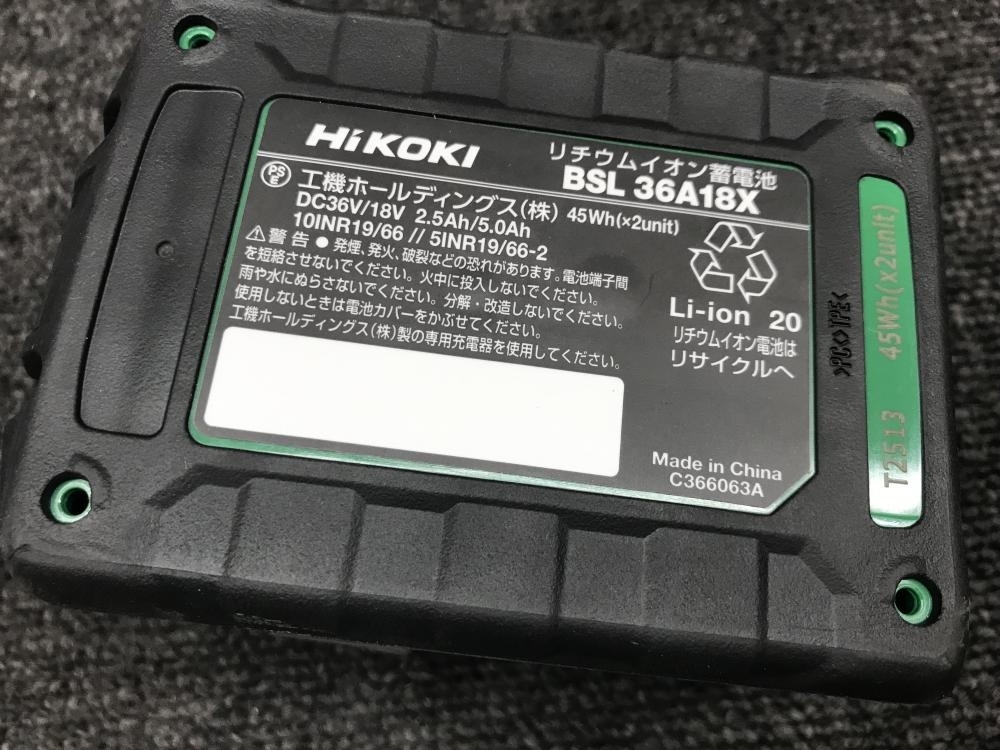 HiKOKI
リチウムイオン蓄電池
BSL 36A18X
PS E 工機ホールディングス(株) 45Wh(×2unit)
DC36V/18V 2.5Ah/5.0Ah
10INR19/66 // 5INR19/66-2
⚠警告 ● 発煙、発火、破裂などの恐れがあります。電池端子間
を短絡させないでください。火中に投入しないでください。
雨や水にぬらさないでください。分解・改造しないでください。
使用しないときは電池カバーをかぶせてください。
工機ホールディングス(株)製の専用充電器を使用してください。
Li-ion 20
リチウムイオン電池は
リサイクルへ
Made in China
C366063A
>PC<>TPE<
T2513 45Wh(x2unit)